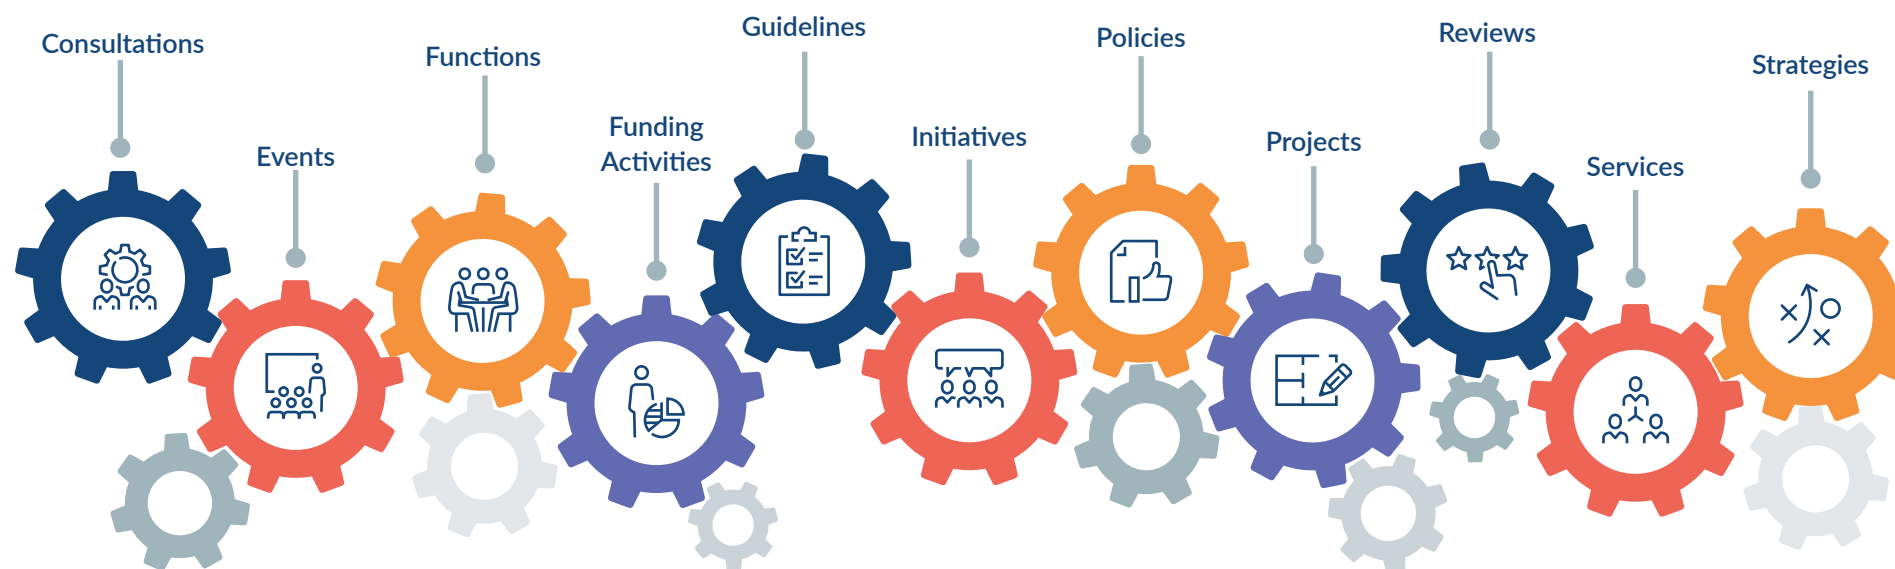 Consultations
Events
Functions
Funding
Activities
Guidelines
Initiatives
Policies
Projects
Reviews
Services
Strategies